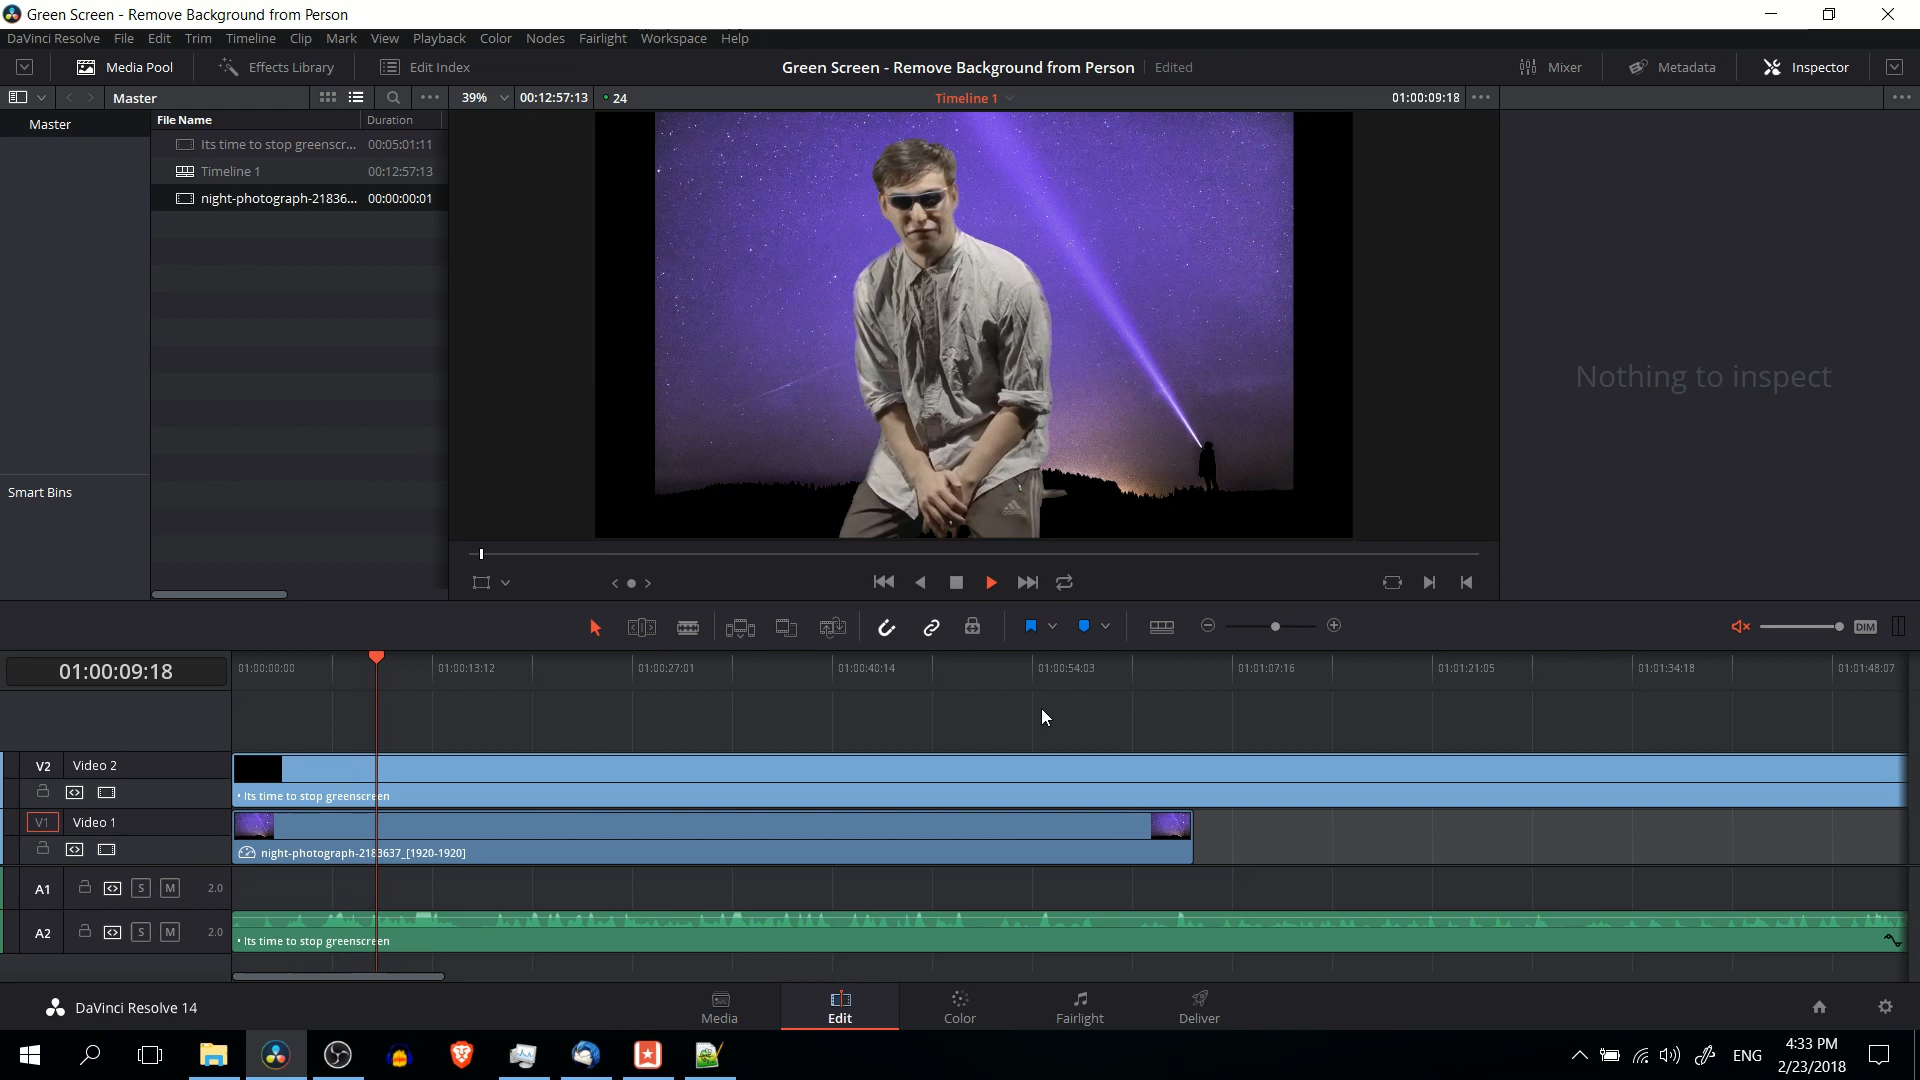 Green Screen - Remove Background from Person
DaVinci Resolve File Edit Trim Timeline Clip Mark View Playback Color Nodes Fairlight Workspace Help
Media Pool Effects Library Edit Index Green Screen - Remove Background from Person Edited Mixer Metadata Inspector
Master 39% 00:12:57:13 24 Timeline 1 01:00:09:18
Master File Name Duration
Its time to stop greenscr... 00:05:01:11
Timeline 1 00:12:57:13
night-photograph-21836... 00:00:00:01
adidas
Nothing to inspect
Smart Bins
DIM
01:00:09:18 01:00:00:00 01:00:13:12 01:00:27:01 01:00:40:14 01:00:54:03 01:01:07:16 01:01:21:05 01:01:34:18 01:01:48:07
V2 Video 2
• Its time to stop greenscreen
V1 Video 1
night-photograph-2183637_[1920-1920]
A1 S M 2.0
A2 S M 2.0
• Its time to stop greenscreen
DaVinci Resolve 14 Media Edit Color Fairlight Deliver
ENG 4:33 PM
2/23/2018